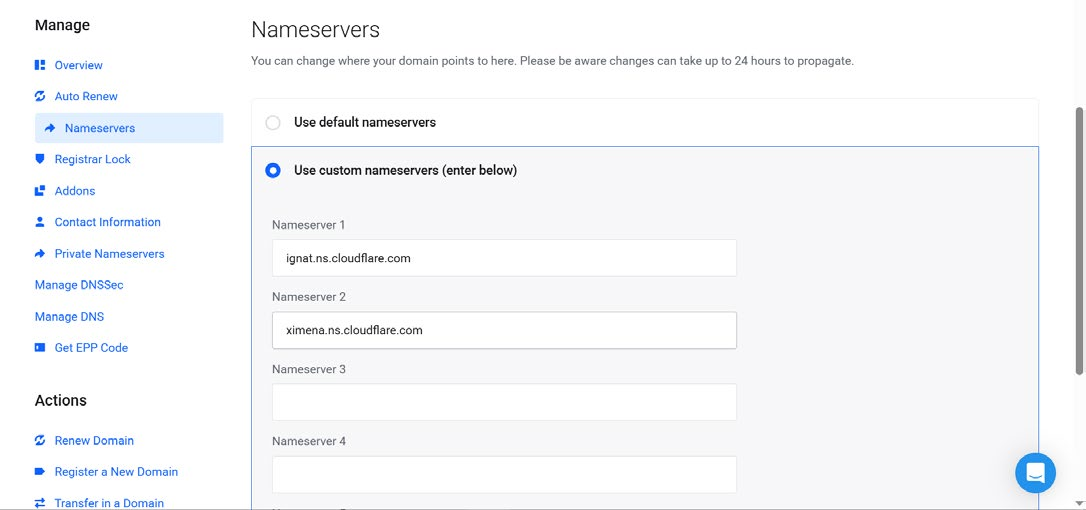 Manage
Overview
Auto Renew
Nameservers
Registrar Lock
Addons
Contact Information
Private Nameservers
Manage DNSSec
Manage DNS
Get EPP Code
Actions
Renew Domain
Register a New Domain
Transfer in a Domain
Nameservers
You can change where your domain points to here. Please be aware changes can take up to 24 hours to propagate.
Use default nameservers
Use custom nameservers (enter below)
Nameserver 1
ignat.ns.cloudflare.com
Nameserver 2
ximena.ns.cloudflare.com
Nameserver 3
Nameserver 4